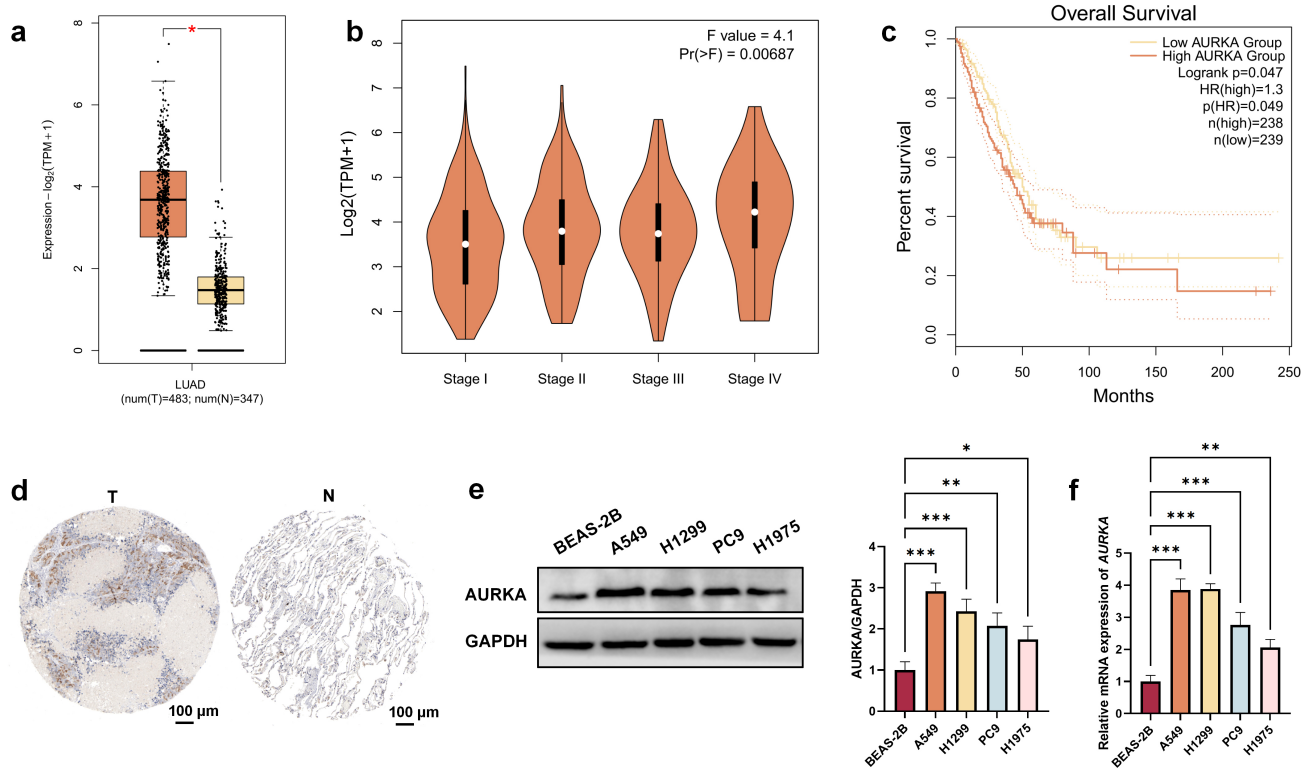 a
Expression – log2(TPM + 1)
8
6
4
2
0
*
LUAD
(num(T)=483; num(N)=347)
b
Log2(TPM+1)
8
7
6
5
4
3
2
F value = 4.1
Pr(>F) = 0.00687
Stage I
Stage II
Stage III
Stage IV
c
Overall Survival
Percent survival
1.0
0.8
0.6
0.4
0.2
0.0
Low AURKA Group
High AURKA Group
Logrank p=0.047
HR(high)=1.3
p(HR)=0.049
n(high)=238
n(low)=239
0
50
100
150
200
250
Months
d
T
N
100 μm
100 μm
e
BEAS-2B
A549
H1299
PC9
H1975
AURKA
GAPDH
AURKA/GAPDH
4
3
2
1
0
*
**
***
***
BEAS-2B
A549
H1299
PC9
H1975
f
Relative mRNA expression of AURKA
5
4
3
2
1
0
**
***
***
***
BEAS-2B
A549
H1299
PC9
H1975